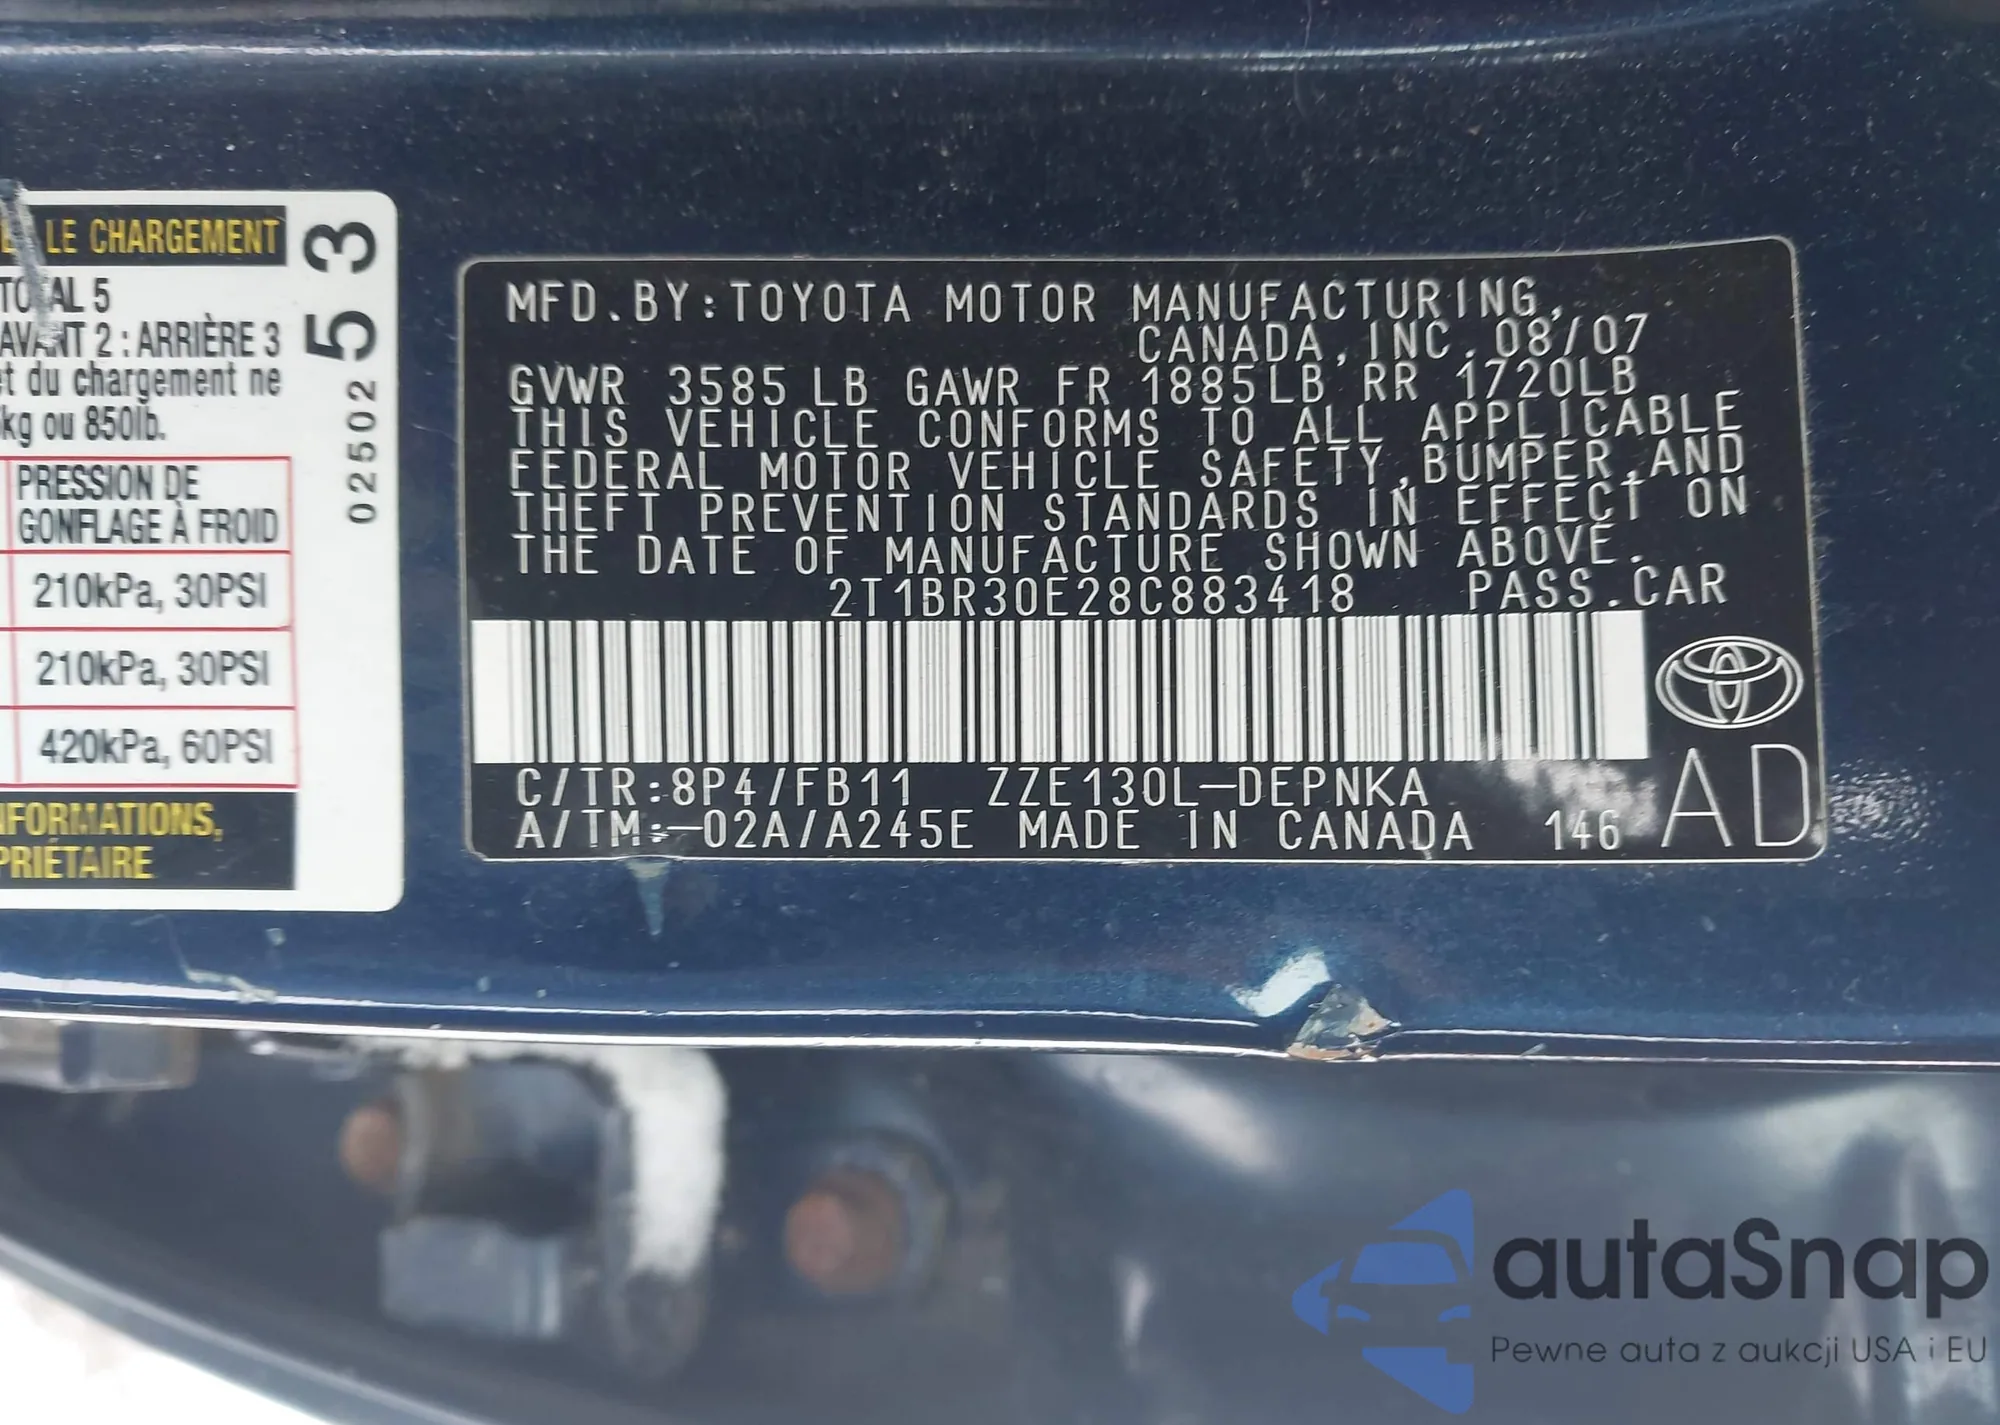 LE CHARGEMENT
TOTAL 5
AVANT 2 : ARRIÈRE 3
et du chargement ne
kg ou 850lb.
PRESSION DE
GONFLAGE À FROID
210kPa, 30PSI
210kPa, 30PSI
420kPa, 60PSI
NFORMATIONS,
PRIÉTAIRE
02502 53
MFD.BY:TOYOTA MOTOR MANUFACTURING,
CANADA,INC.08/07
GVWR 3585 LB GAWR FR 1885LB RR 1720LB
THIS VEHICLE CONFORMS TO ALL APPLICABLE
FEDERAL MOTOR VEHICLE SAFETY,BUMPER,AND
THEFT PREVENTION STANDARDS IN EFFECT ON
THE DATE OF MANUFACTURE SHOWN ABOVE.
2T1BR30E28C883418 PASS.CAR
C/TR:8P4/FB11 ZZE130L-DEPNKA
A/TM:-02A/A245E MADE IN CANADA 146
AD
autaSnap
Pewne auta z aukcji USA i EU